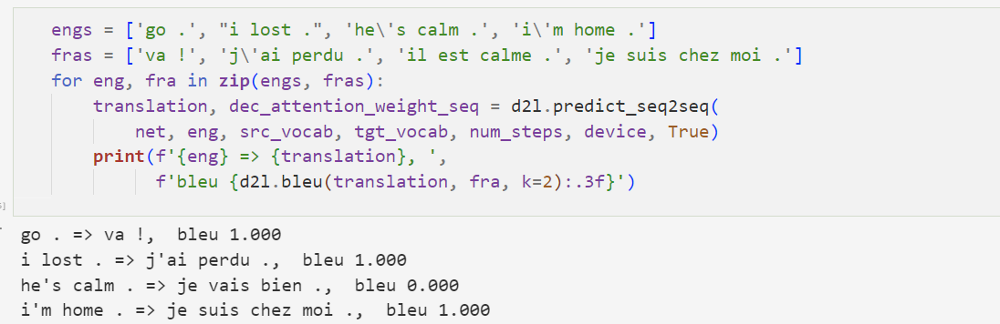 engs = ['go .', "i lost .", 'he\'s calm .', 'i\'m home .']
fras = ['va !', 'j\'ai perdu .', 'il est calme .', 'je suis chez moi .']
for eng, fra in zip(engs, fras):
    translation, dec_attention_weight_seq = d2l.predict_seq2seq(
        net, eng, src_vocab, tgt_vocab, num_steps, device, True)
    print(f'{eng} => {translation}, ',
          f'bleu {d2l.bleu(translation, fra, k=2):.3f}')
go . => va !,  bleu 1.000
i lost . => j'ai perdu .,  bleu 1.000
he's calm . => je vais bien .,  bleu 0.000
i'm home . => je suis chez moi .,  bleu 1.000